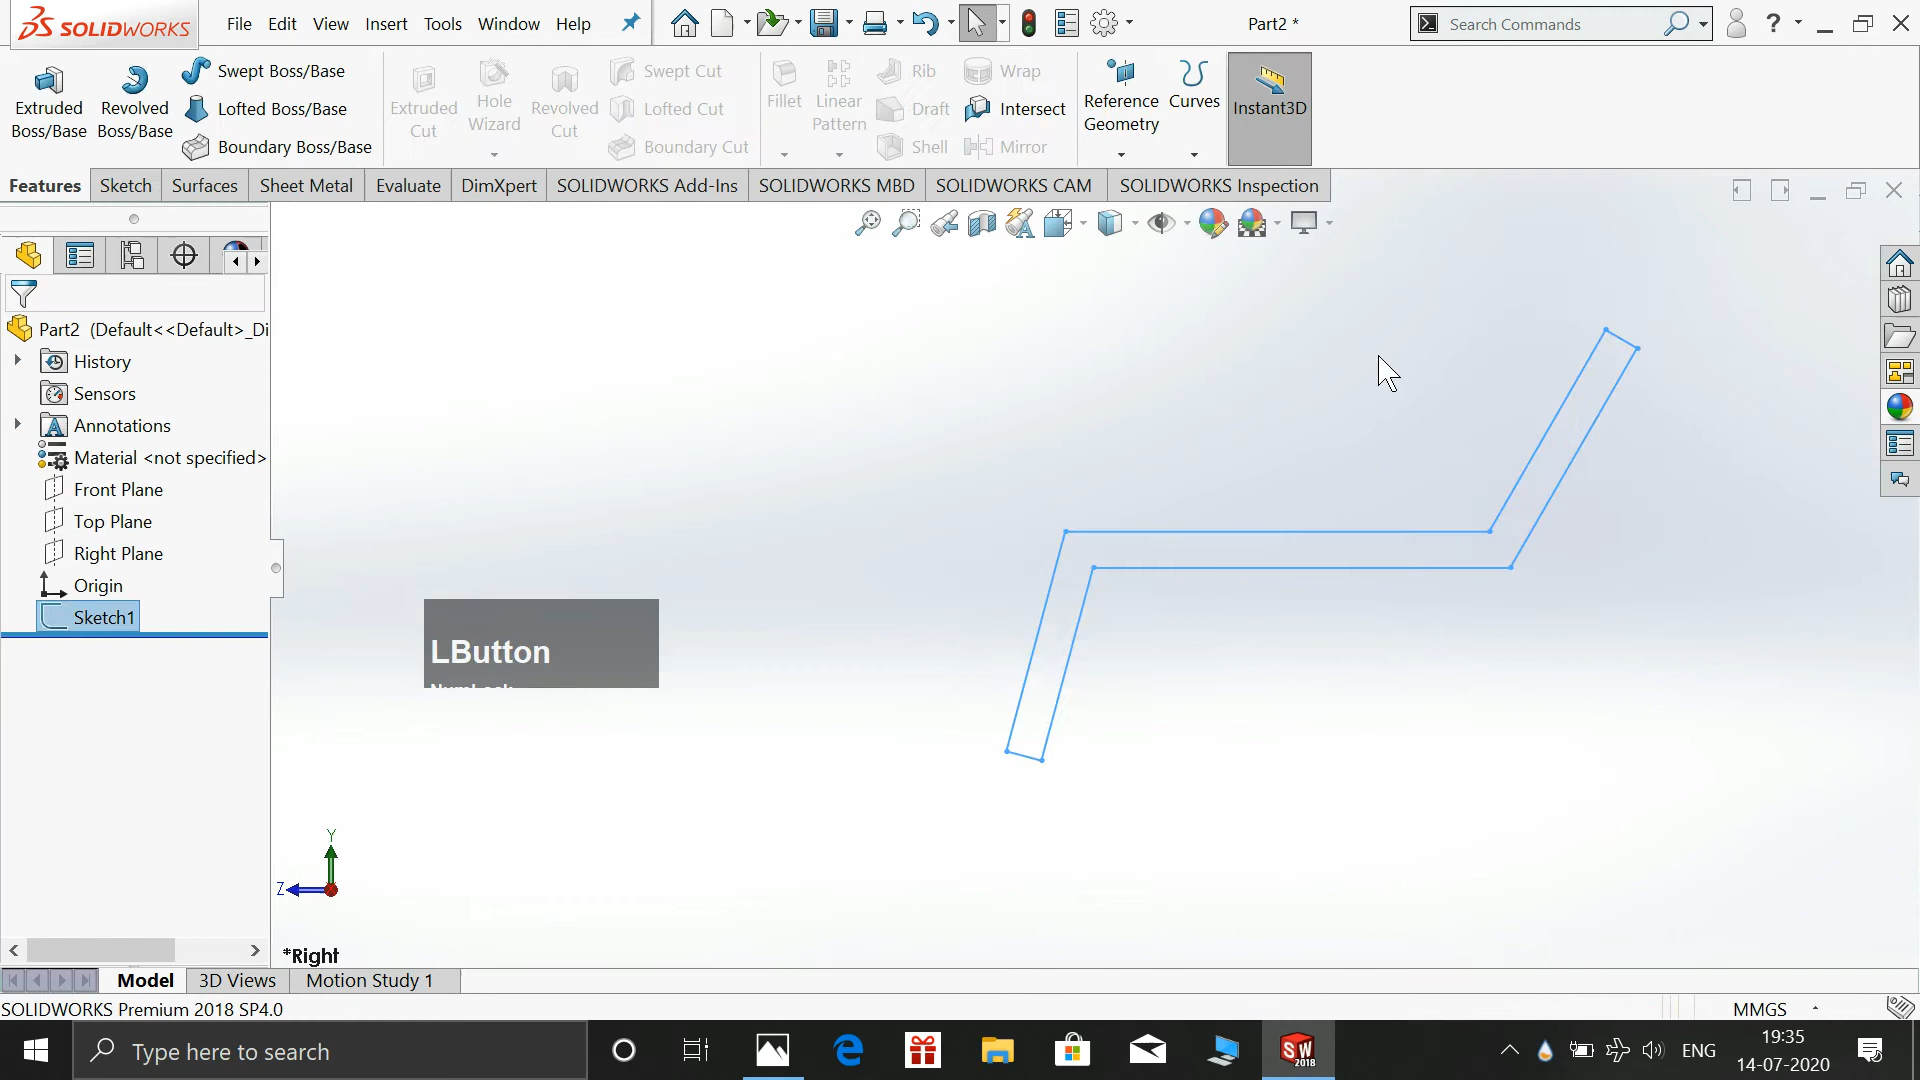 SOLIDWORKS
File Edit View Insert Tools Window Help
Part2 *
Search Commands
?
Extruded Boss/Base
Revolved Boss/Base
Swept Boss/Base
Lofted Boss/Base
Boundary Boss/Base
Extruded Cut
Hole Wizard
Revolved Cut
Swept Cut
Lofted Cut
Boundary Cut
Fillet
Linear Pattern
Rib
Draft
Shell
Wrap
Intersect
Mirror
Reference Geometry
Curves
Instant3D
Features Sketch Surfaces Sheet Metal Evaluate DimXpert SOLIDWORKS Add-Ins SOLIDWORKS MBD SOLIDWORKS CAM SOLIDWORKS Inspection
Part2 (Default<<Default>_Di
History
Sensors
Annotations
Material <not specified>
Front Plane
Top Plane
Right Plane
Origin
Sketch1
LButton
Y
Z
*Right
Model 3D Views Motion Study 1
SOLIDWORKS Premium 2018 SP4.0
MMGS
Type here to search
SW
2018
ENG
19:35
14-07-2020